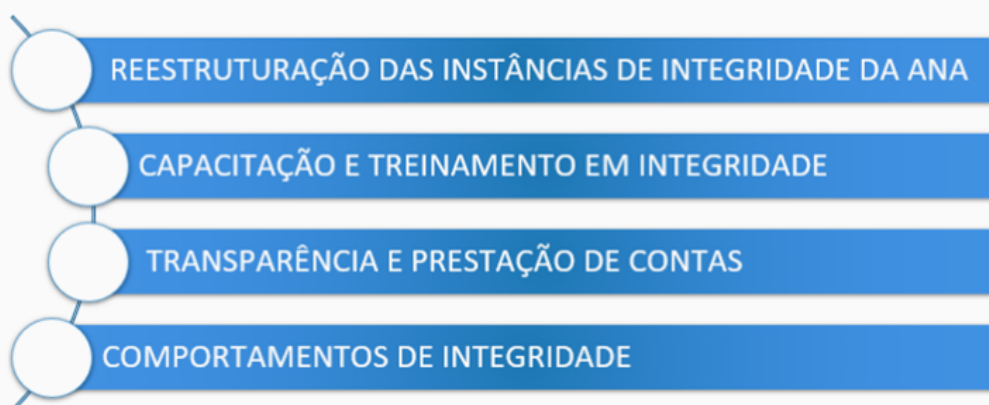 REESTRUTURAÇÃO DAS INSTÂNCIAS DE INTEGRIDADE DA ANA
CAPACITAÇÃO E TREINAMENTO EM INTEGRIDADE
TRANSPARÊNCIA E PRESTAÇÃO DE CONTAS
COMPORTAMENTOS DE INTEGRIDADE